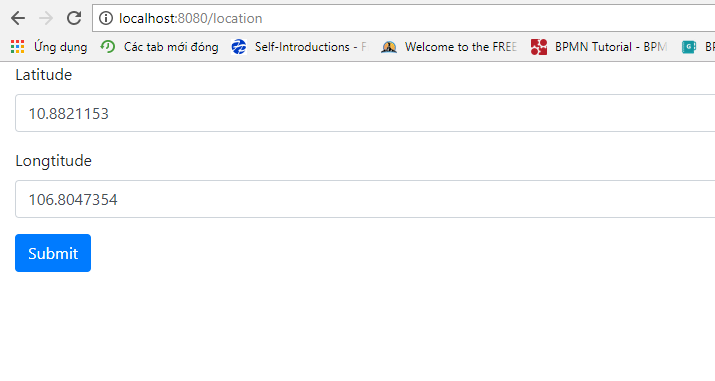 localhost:8080/location
Ứng dụng Các tab mới đóng Self-Introductions - Welcome to the FREE BPMN Tutorial - BPM
Latitude
10.8821153
Longtitude
106.8047354
Submit